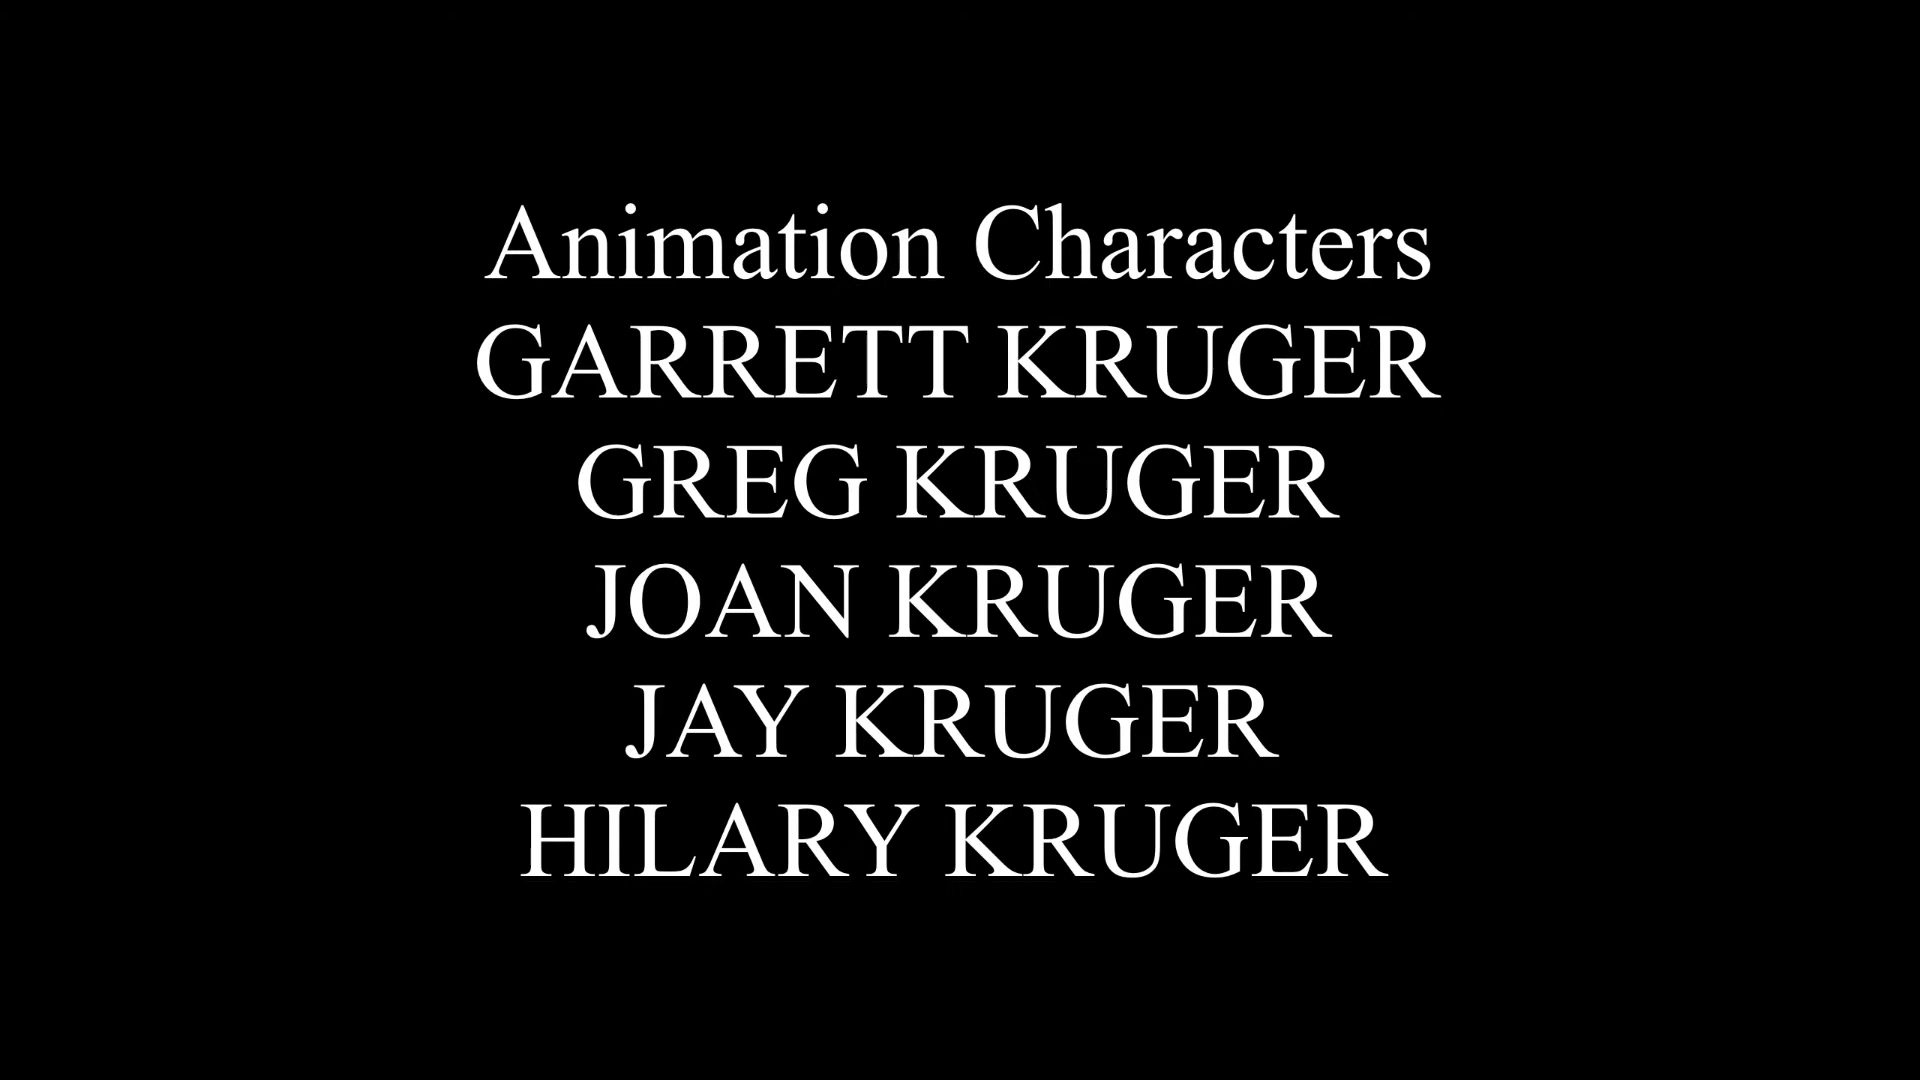 Animation Characters
GARRETT KRUGER
GREG KRUGER
JOAN KRUGER
JAY KRUGER
HILARY KRUGER